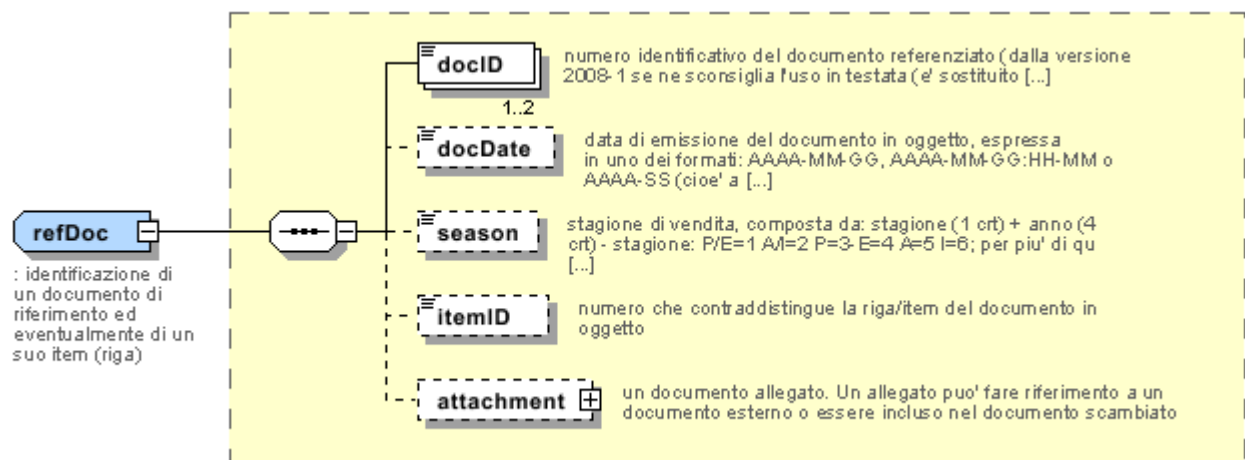 docID
1..2
numero identificativo del documento referenziato (dalla versione
2008-1 se ne sconsiglia l'uso in testata (e' sostituito [...]
docDate
data di emissione del documento in oggetto, espressa
in uno dei formati: AAAA-MM-GG, AAAA-MM-GG:HH-MM o
AAAA-SS (cioe' a [...]
refDoc
: identificazione di
un documento di
riferimento ed
eventualmente di un
suo item (riga)
season
stagione di vendita, composta da: stagione (1 crt) + anno (4
crt) - stagione: P/E=1 A/I=2 P=3- E=4 A=5 I=6; per piu' di qu
[...]
itemID
numero che contraddistingue la riga/item del documento in
oggetto
attachment
un documento allegato. Un allegato puo' fare riferimento a un
documento esterno o essere incluso nel documento scambiato